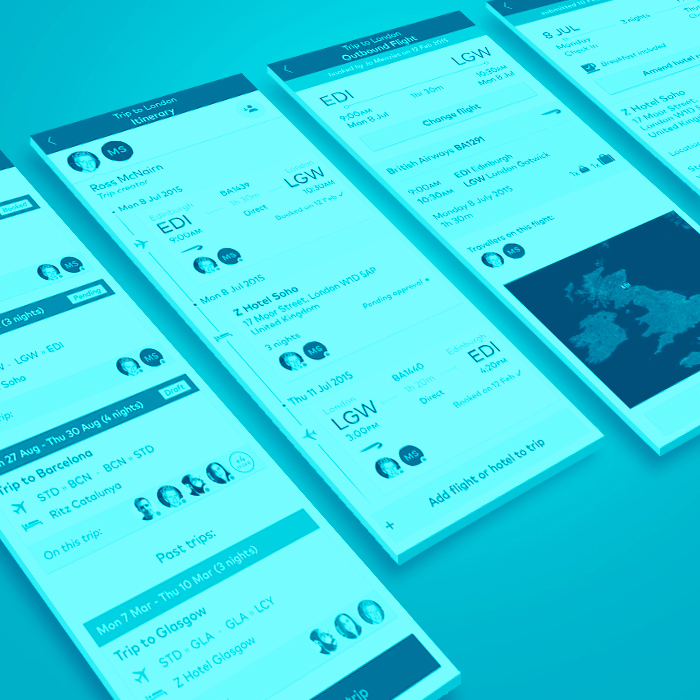 Booked
MS
(3 nights)
Pending
LGW = EDI
Soho
MS
trip:
27 Aug - Thu 30 Aug (4 nights)
Draft
Trip to Barcelona
STD = BCN · BCN = STD
Ritz Catalunya
+4
On this trip:
Past trips:
Mon 7 Mar - Thu 10 Mar (3 nights)
Trip to Glasgow
STD = GLA · GLA = LCY
Z Hotel Glasgow
trip
Trip to London
Itinerary
MS
Ross McNairn
Trip creator
Mon 8 Jul 2015
Edinburgh
EDI
9:00AM
BA1439
1h 30m
Direct
London
LGW
10:30AM
Booked on 12 Feb
MS
Mon 8 Jul 2015
Z Hotel Soho
17 Moor Street, London W1D 5AP
United Kingdom
3 nights
Pending approval
MS
Thu 11 Jul 2015
London
LGW
3:00PM
BA1440
1h 20m
Direct
Edinburgh
EDI
4:20PM
Booked on 12 Feb
MS
+ Add flight or hotel to trip
Trip to London
Outbound Flight
Booked by Jo Merries on 12 Feb 2015
EDI
9:00AM
Mon 8 Jul
1hr 30m
LGW
10:30AM
Mon 8 Jul
Change flight
British Airways BA1291
9:00AM EDI Edinburgh
10:30AM LGW London Gatwick
Monday 8 July 2015
1h 30m
Travellers on this flight:
MS
8 JUL
Monday
Check in
3 nights
Breakfast included
Amend hotel
Z Hotel Soho
17 Moor Street
London W1D
United King